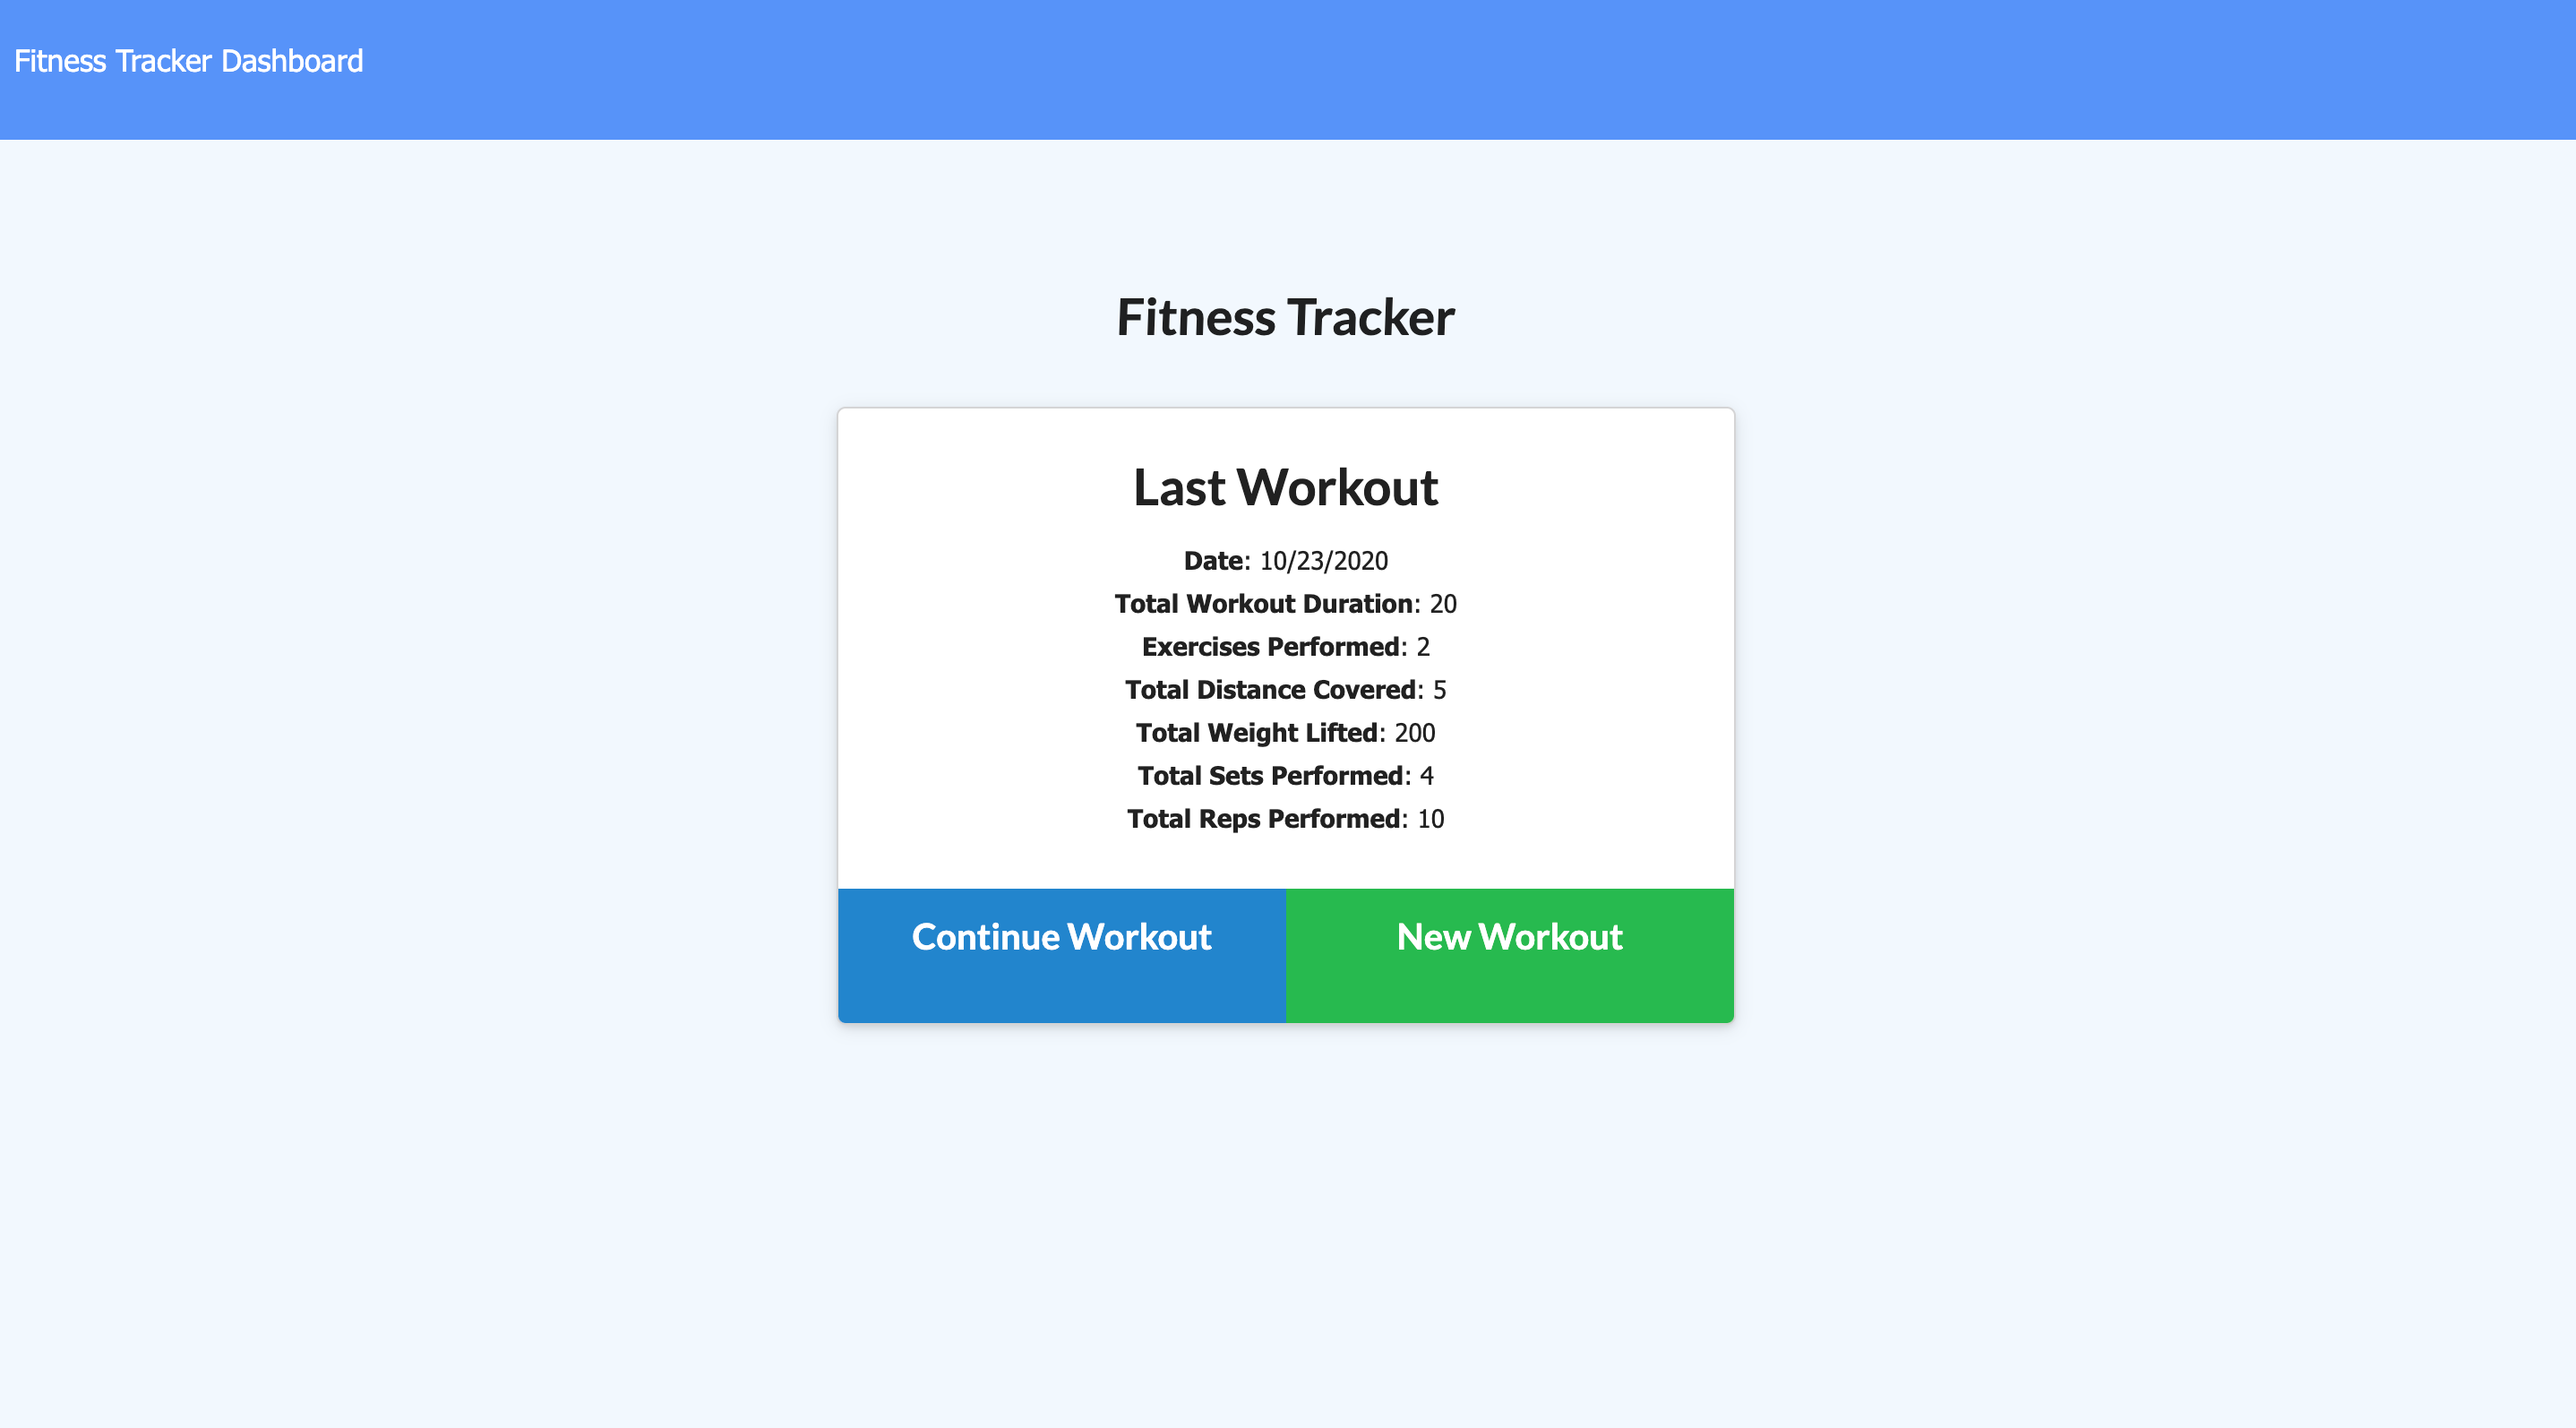 Fitness Tracker Dashboard
Fitness Tracker
Last Workout
Date: 10/23/2020
Total Workout Duration: 20
Exercises Performed: 2
Total Distance Covered: 5
Total Weight Lifted: 200
Total Sets Performed: 4
Total Reps Performed: 10
Continue Workout
New Workout